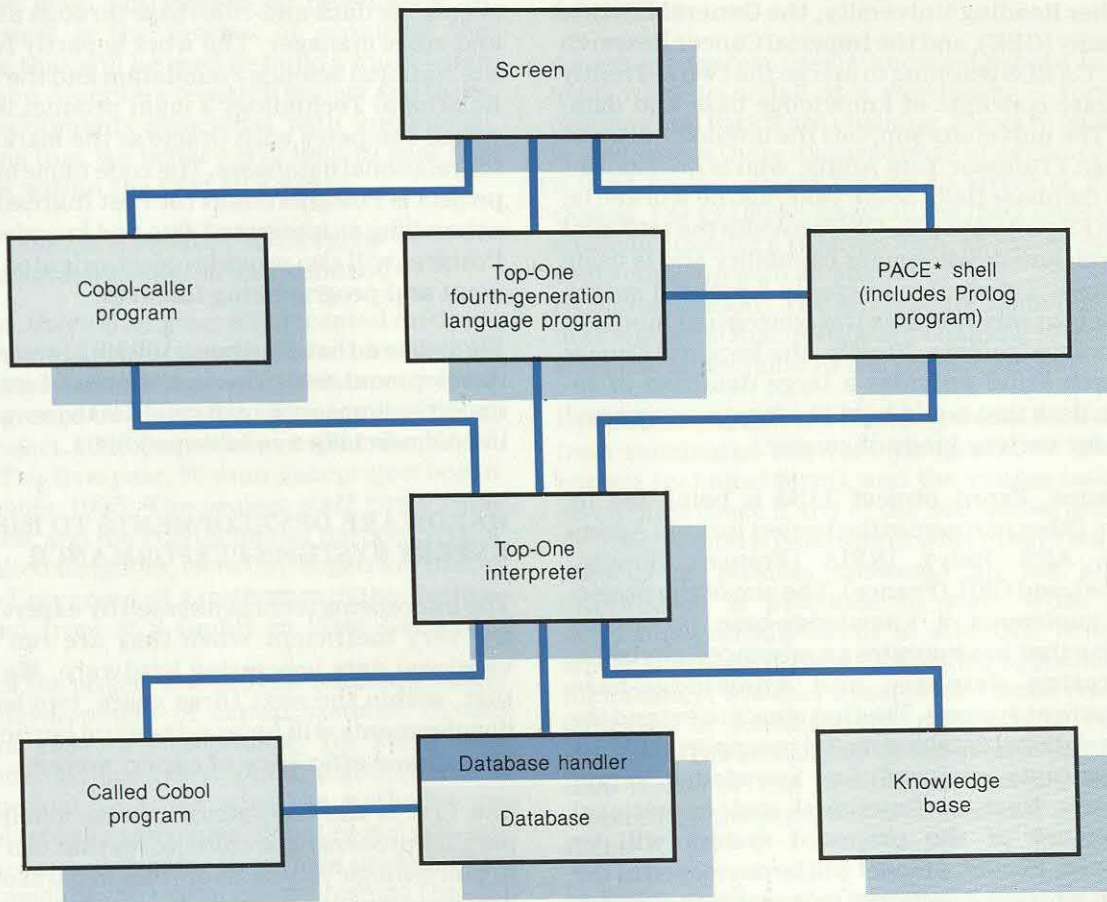 Screen
Cobol-caller
program
Top-One
fourth-generation
language program
PACE* shell
(includes Prolog
program)
Top-One
interpreter
Called Cobol
program
Database handler
Database
Knowledge
base